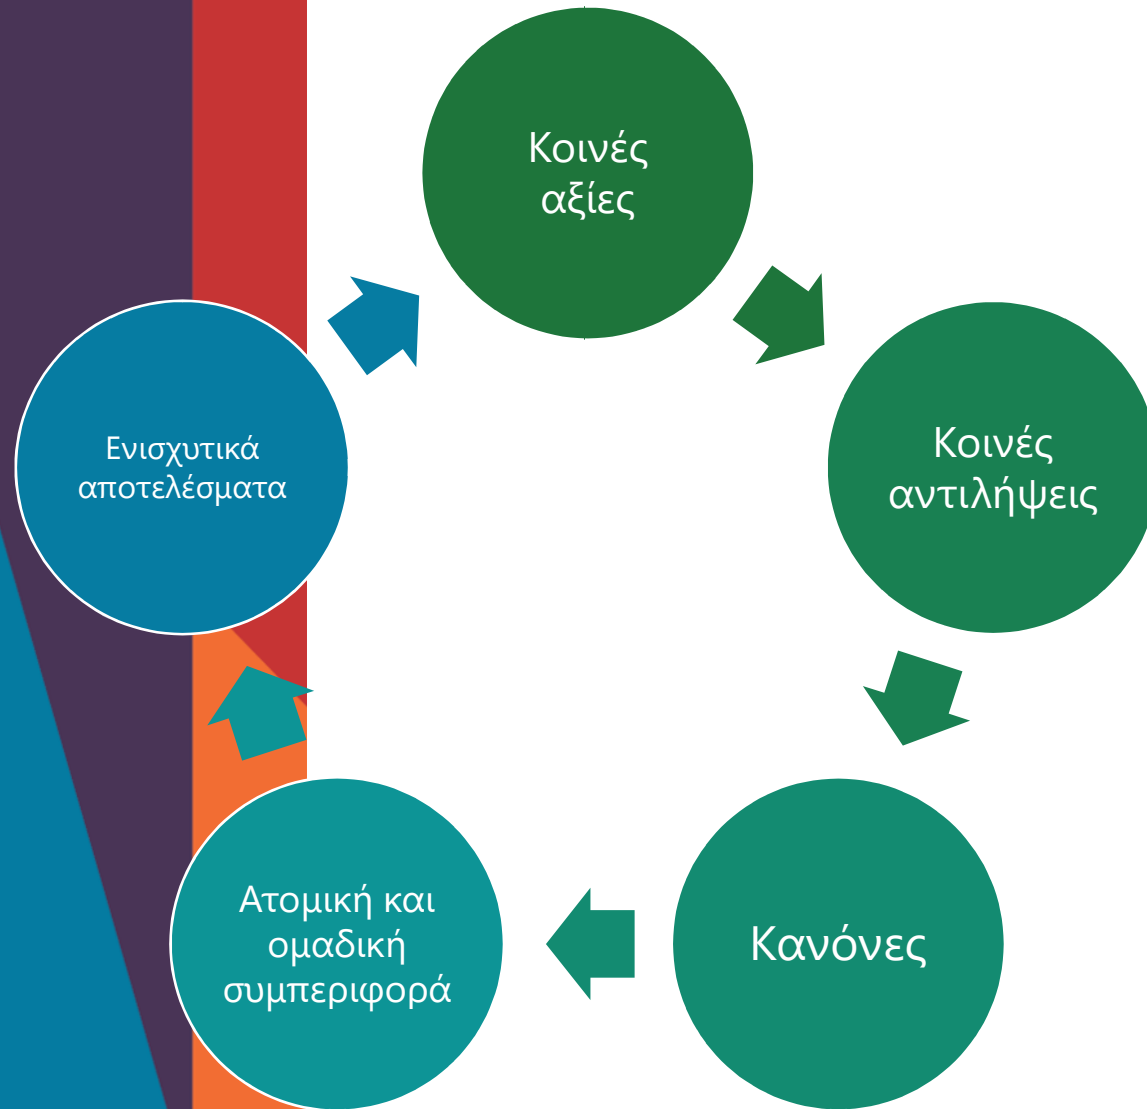 Κοινές
αξίες
Κοινές
αντιλήψεις
Κανόνες
Ατομική και
ομαδική
συμπεριφορά
Ενισχυτικά
αποτελέσματα